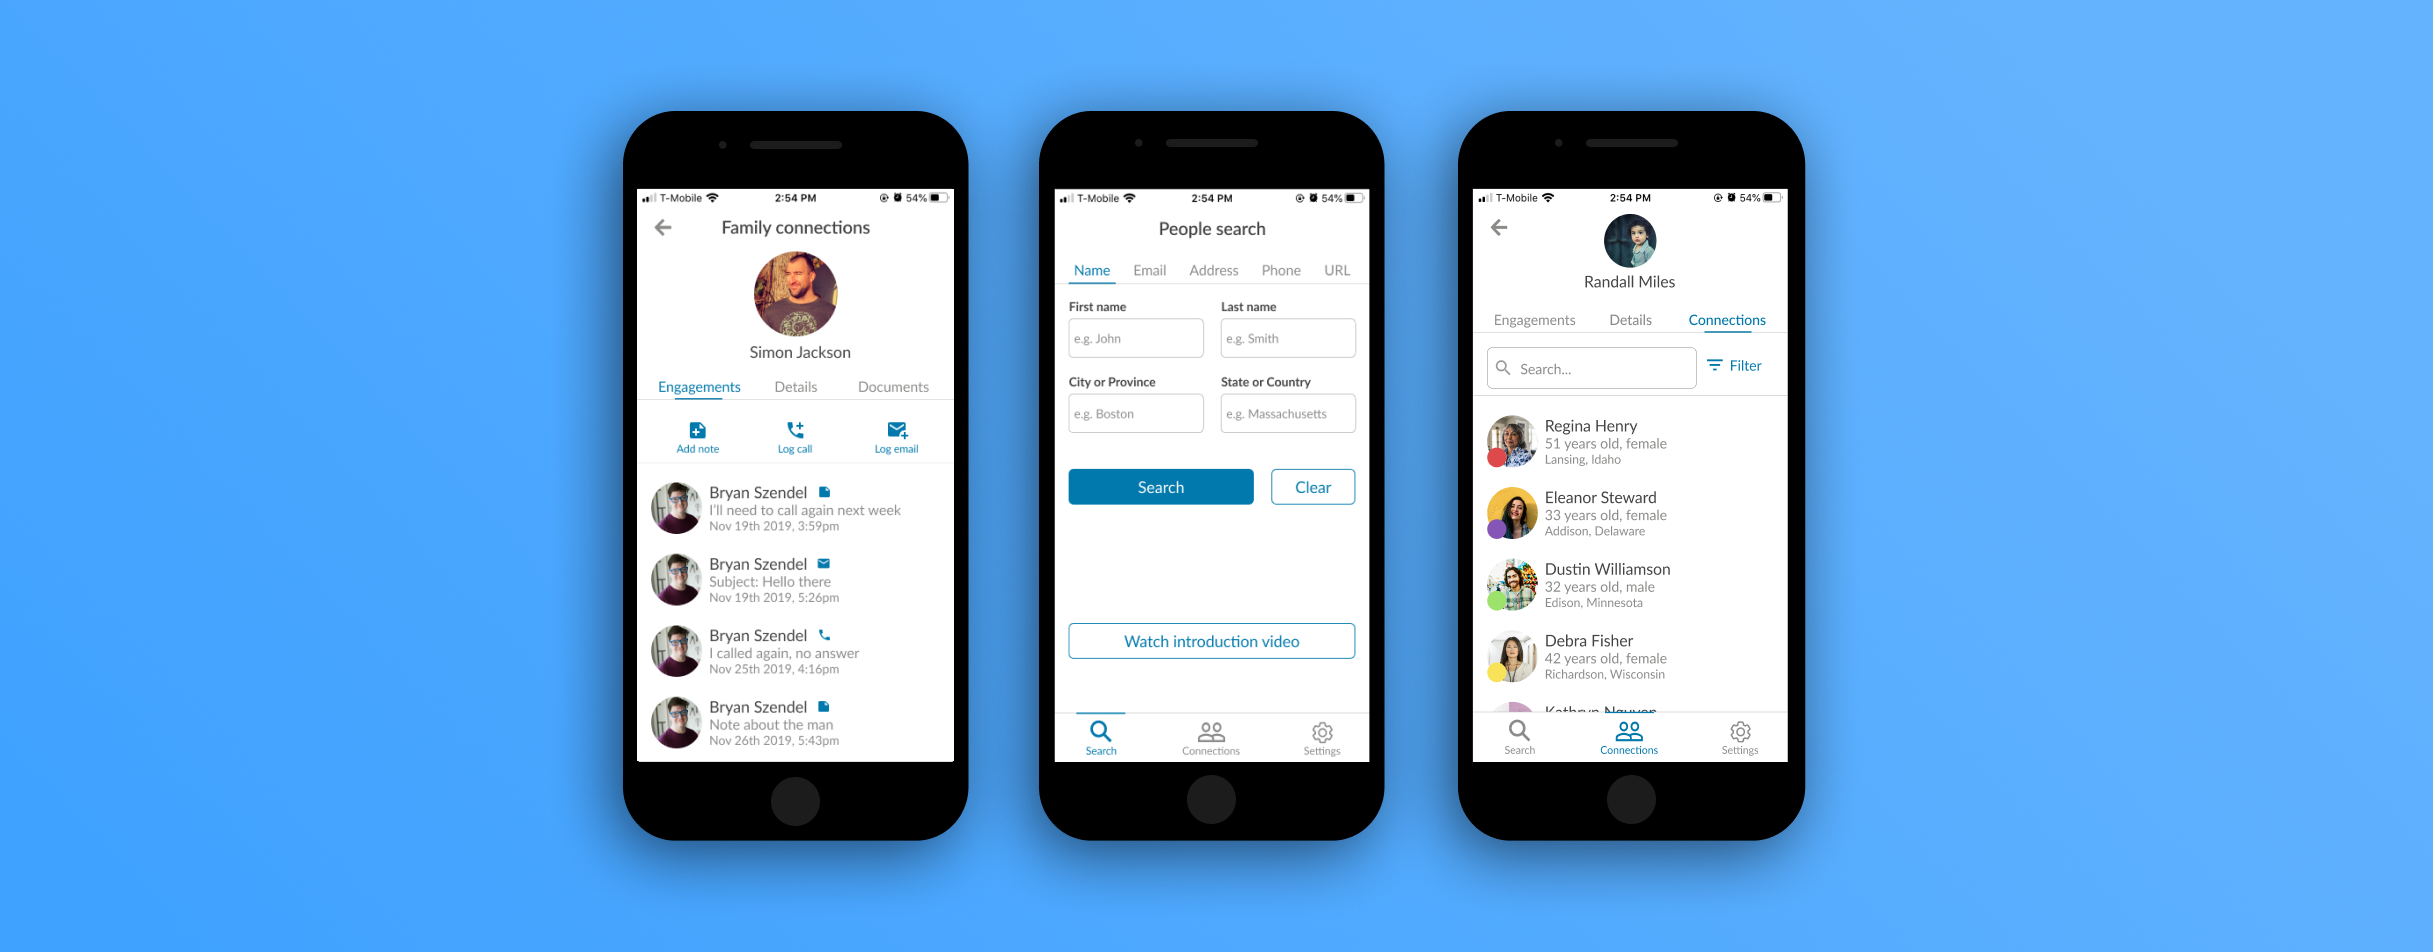 T-Mobile 2:54 PM 54%
Family connections
Simon Jackson
Engagements Details Documents
Add note Log call Log email
Bryan Szendel
I'll need to call again next week
Nov 19th 2019, 3:59pm
Bryan Szendel
Subject: Hello there
Nov 19th 2019, 5:26pm
Bryan Szendel
I called again, no answer
Nov 25th 2019, 4:16pm
Bryan Szendel
Note about the man
Nov 26th 2019, 5:43pm
T-Mobile 2:54 PM 54%
People search
Name Email Address Phone URL
First name Last name
e.g. John e.g. Smith
City or Province State or Country
e.g. Boston e.g. Massachusetts
Search Clear
Watch introduction video
Search Connections Settings
T-Mobile 2:54 PM 54%
Randall Miles
Engagements Details Connections
Search... Filter
Regina Henry
51 years old, female
Lansing, Idaho
Eleanor Steward
33 years old, female
Addison, Delaware
Dustin Williamson
32 years old, male
Edison, Minnesota
Debra Fisher
42 years old, female
Richardson, Wisconsin
Kathryn Nguyen
Search Connections Settings